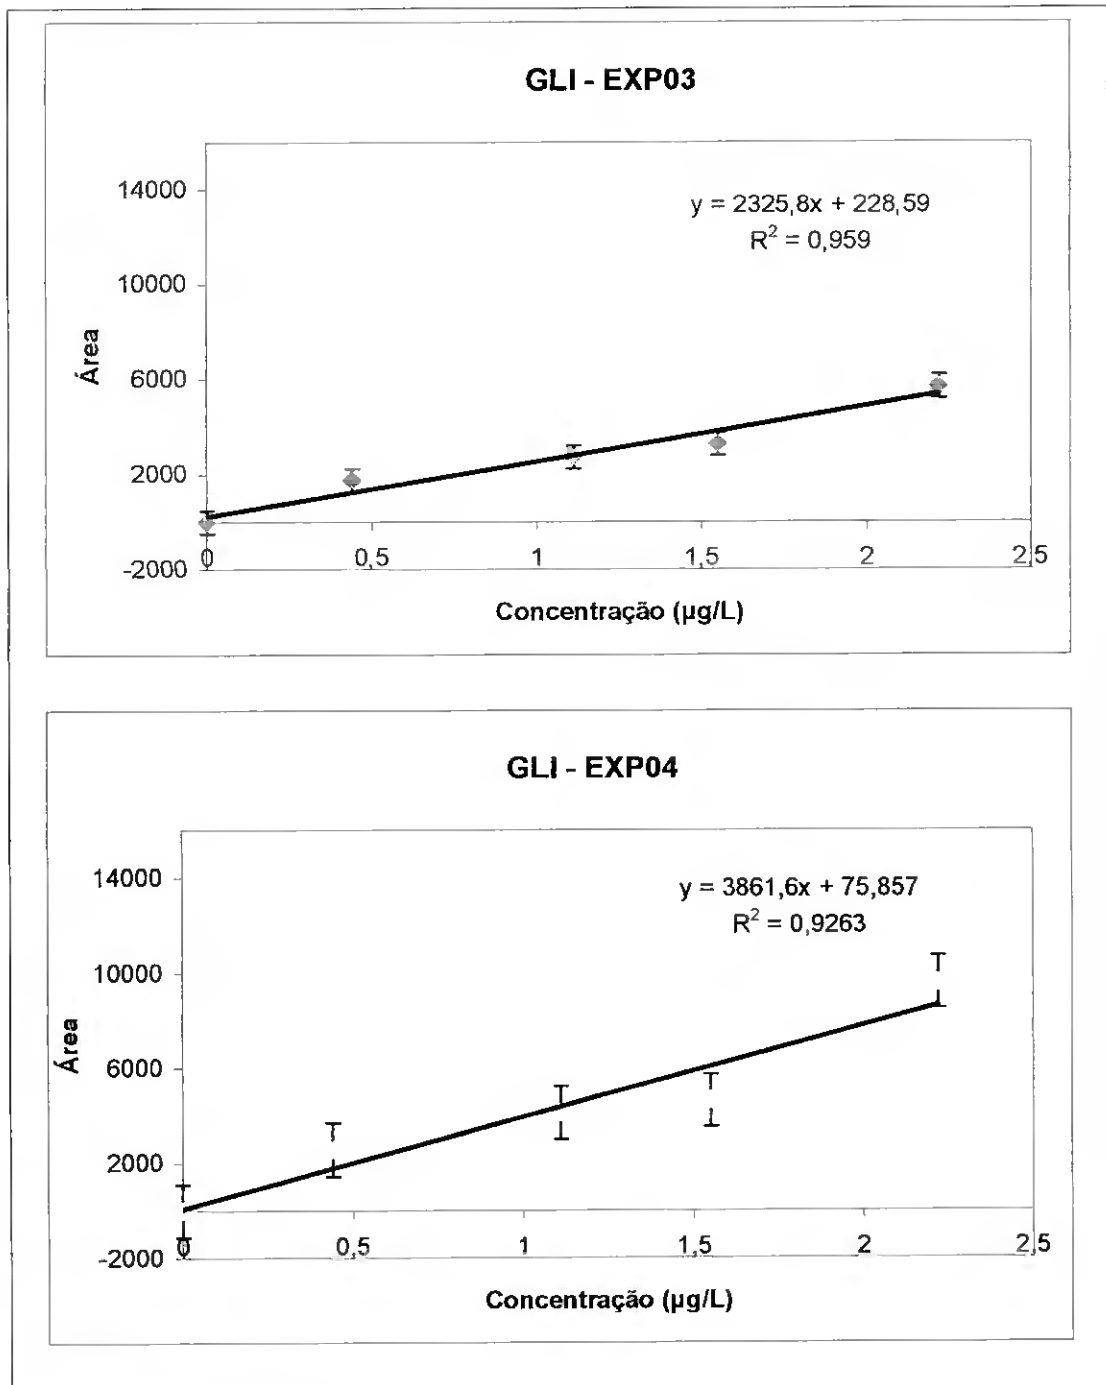 GLI - EXP03
y = 2325,8x + 228,59
R² = 0,959
14000
10000
6000
2000
-2000
Área
0
0,5
1
1,5
2
2,5
Concentração (µg/L)
GLI - EXP04
y = 3861,6x + 75,857
R² = 0,9263
14000
10000
6000
2000
-2000
Área
0
0,5
1
1,5
2
2,5
Concentração (µg/L)